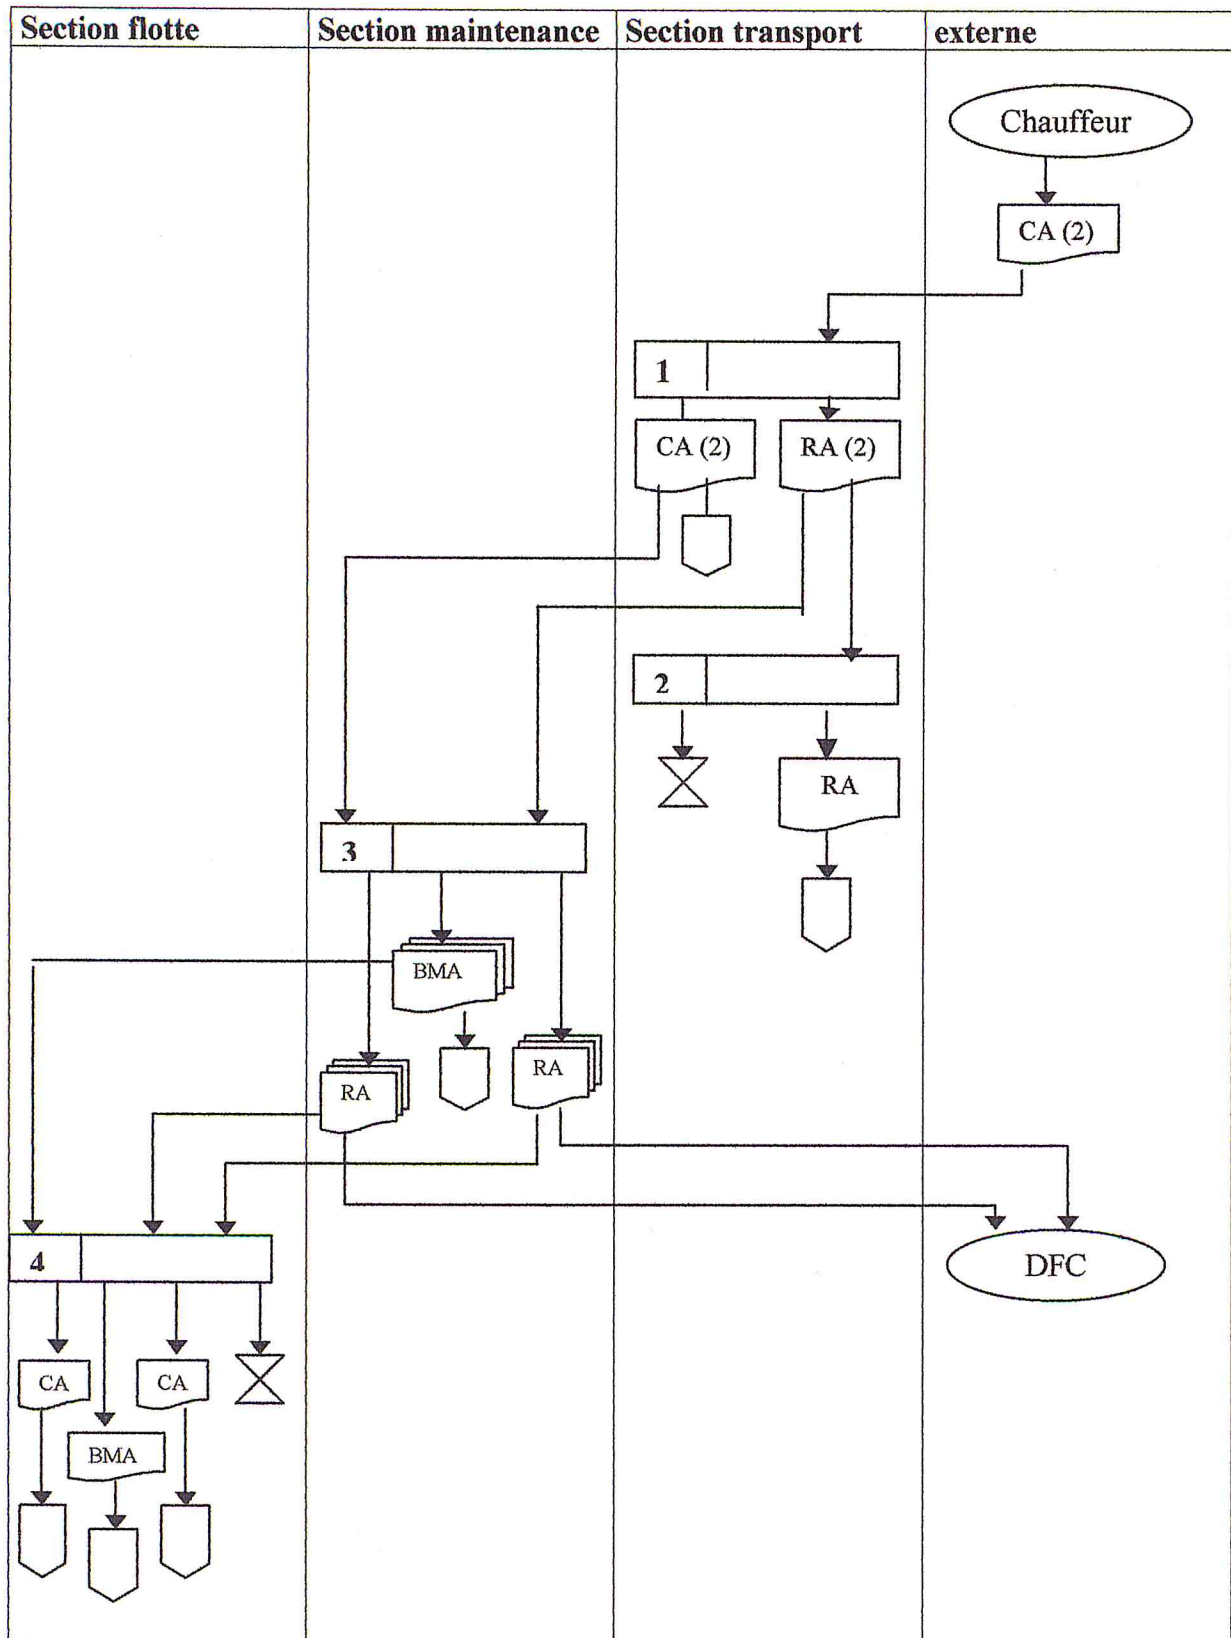 Section flotte
Section maintenance
Section transport
externe
Chauffeur
CA (2)
1
CA (2)
RA (2)
2
RA
3
BMA
RA
RA
4
DFC
CA
CA
BMA